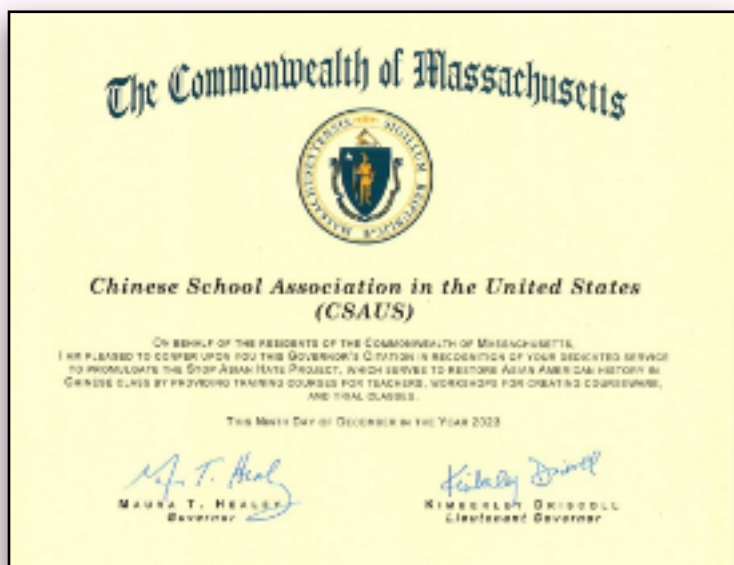 The Commonwealth of Massachusetts
Chinese School Association in the United States
(CSAUS)
ON BEHALF OF THE RESIDENTS OF THE COMMONWEALTH OF MASSACHUSETTS,
I AM PLEASED TO CONFER UPON YOU THIS GOVERNOR'S CITATION IN RECOGNITION OF YOUR DEDICATED SERVICE
TO PROMULGATE THE STOP ASIAN HATE PROJECT, WHICH SERVES TO RESTORE ASIAN AMERICAN HISTORY IN
CHINESE CLASS BY PROVIDING TRAINING COURSES FOR TEACHERS, WORKSHOPS FOR CREATING COURSEWARE,
AND TRIAL CLASSES.
THIS NINTH DAY OF DECEMBER IN THE YEAR 2023
MAURA T. HEALEY
Governor
KIMBERLEY DRISCOLL
Lieutenant Governor